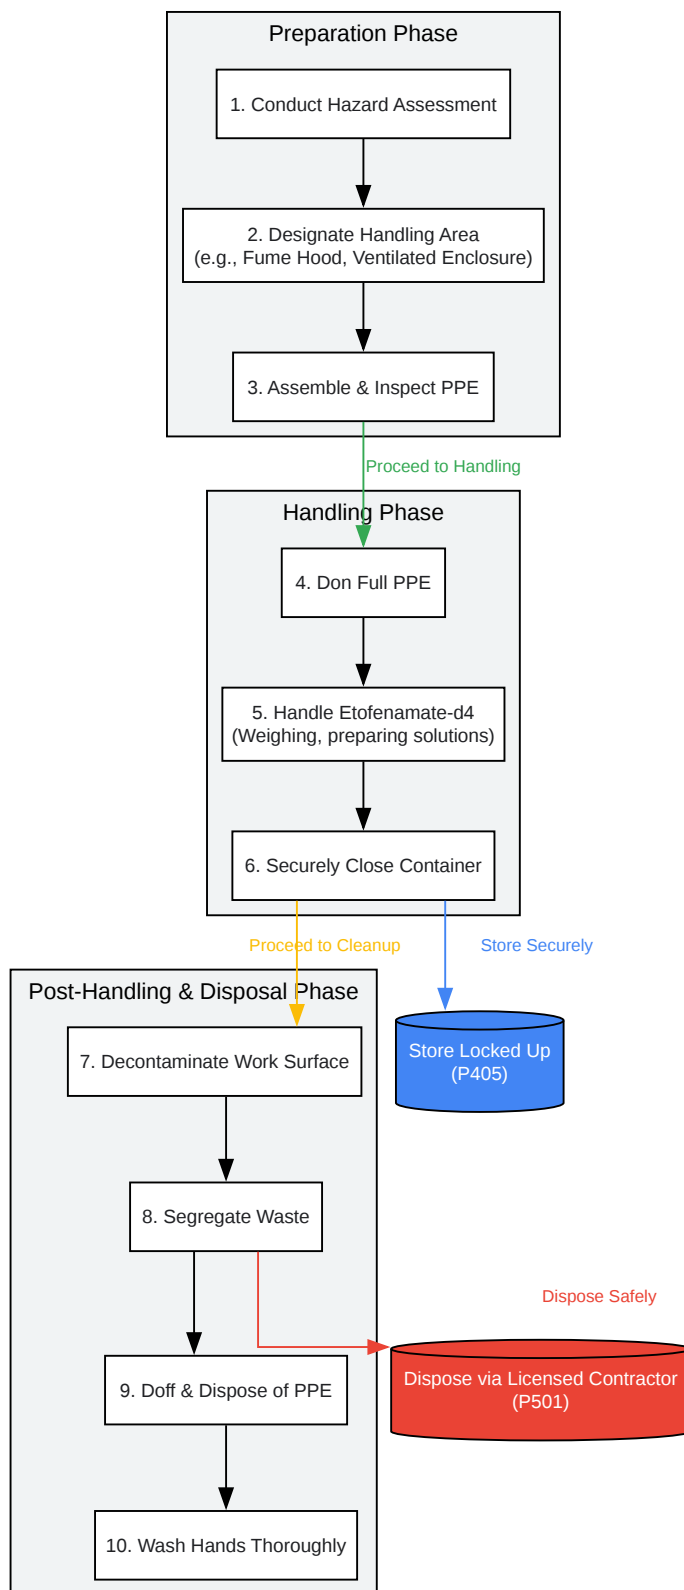 Preparation Phase
1. Conduct Hazard Assessment
2. Designate Handling Area
(e.g., Fume Hood, Ventilated Enclosure)
3. Assemble & Inspect PPE
Proceed to Handling
Handling Phase
4. Don Full PPE
5. Handle Etofenamate-d4
(Weighing, preparing solutions)
6. Securely Close Container
Proceed to Cleanup
Store Securely
Post-Handling & Disposal Phase
7. Decontaminate Work Surface
Store Locked Up
(P405)
8. Segregate Waste
Dispose Safely
9. Doff & Dispose of PPE
Dispose via Licensed Contractor
(P501)
10. Wash Hands Thoroughly